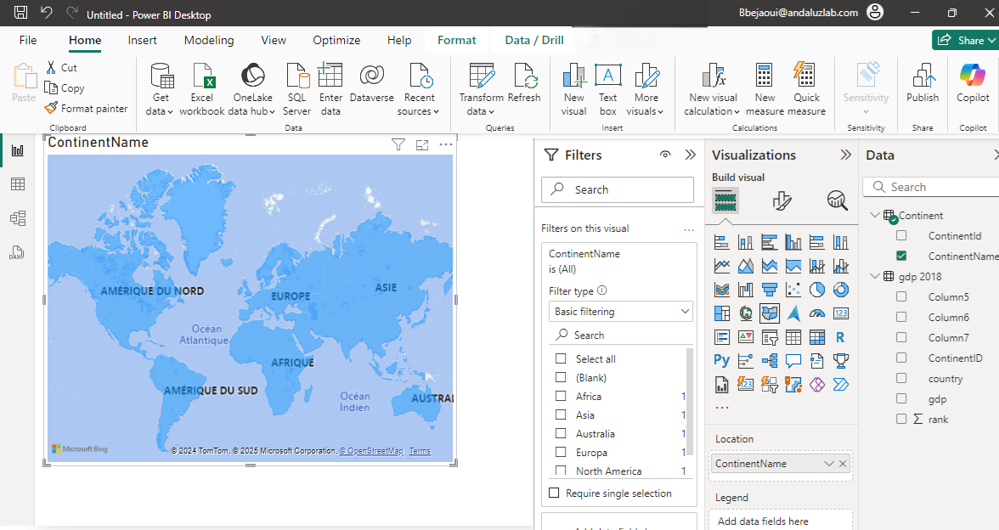 Untitled - Power BI Desktop
Bbejaoui@andaluzlab.com
File Home Insert Modeling View Optimize Help Format Data / Drill Share
Paste
Cut
Copy
Format painter
Clipboard
Get data
Excel workbook
OneLake data hub
SQL Server
Enter data
Dataverse
Recent sources
Data
Transform data
Refresh
Queries
New visual
Text box
More visuals
Insert
New visual calculation
New measure
Quick measure
Calculations
Sensitivity
Sensitivity
Publish
Share
Copilot
Copilot
ContinentName
AMÉRIQUE DU NORD
EUROPE
ASIE
Océan
Atlantique
AFRIQUE
AMÉRIQUE DU SUD
Océan
Indien
AUSTRAL
Microsoft Bing
© 2024 TomTom, © 2025 Microsoft Corporation, © OpenStreetMap Terms
Filters
Search
Filters on this visual
...
ContinentName
is (All)
Filter type
Basic filtering
Search
Select all
(Blank)
Africa 1
Asia 1
Australia 1
Europa 1
North America 1
Require single selection
Visualizations
Build visual
123
R
Py
123
...
Location
ContinentName
Legend
Add data fields here
Data
Search
Continent
ContinentId
ContinentName
gdp 2018
Column5
Column6
Column7
ContinentID
country
gdp
Σ rank